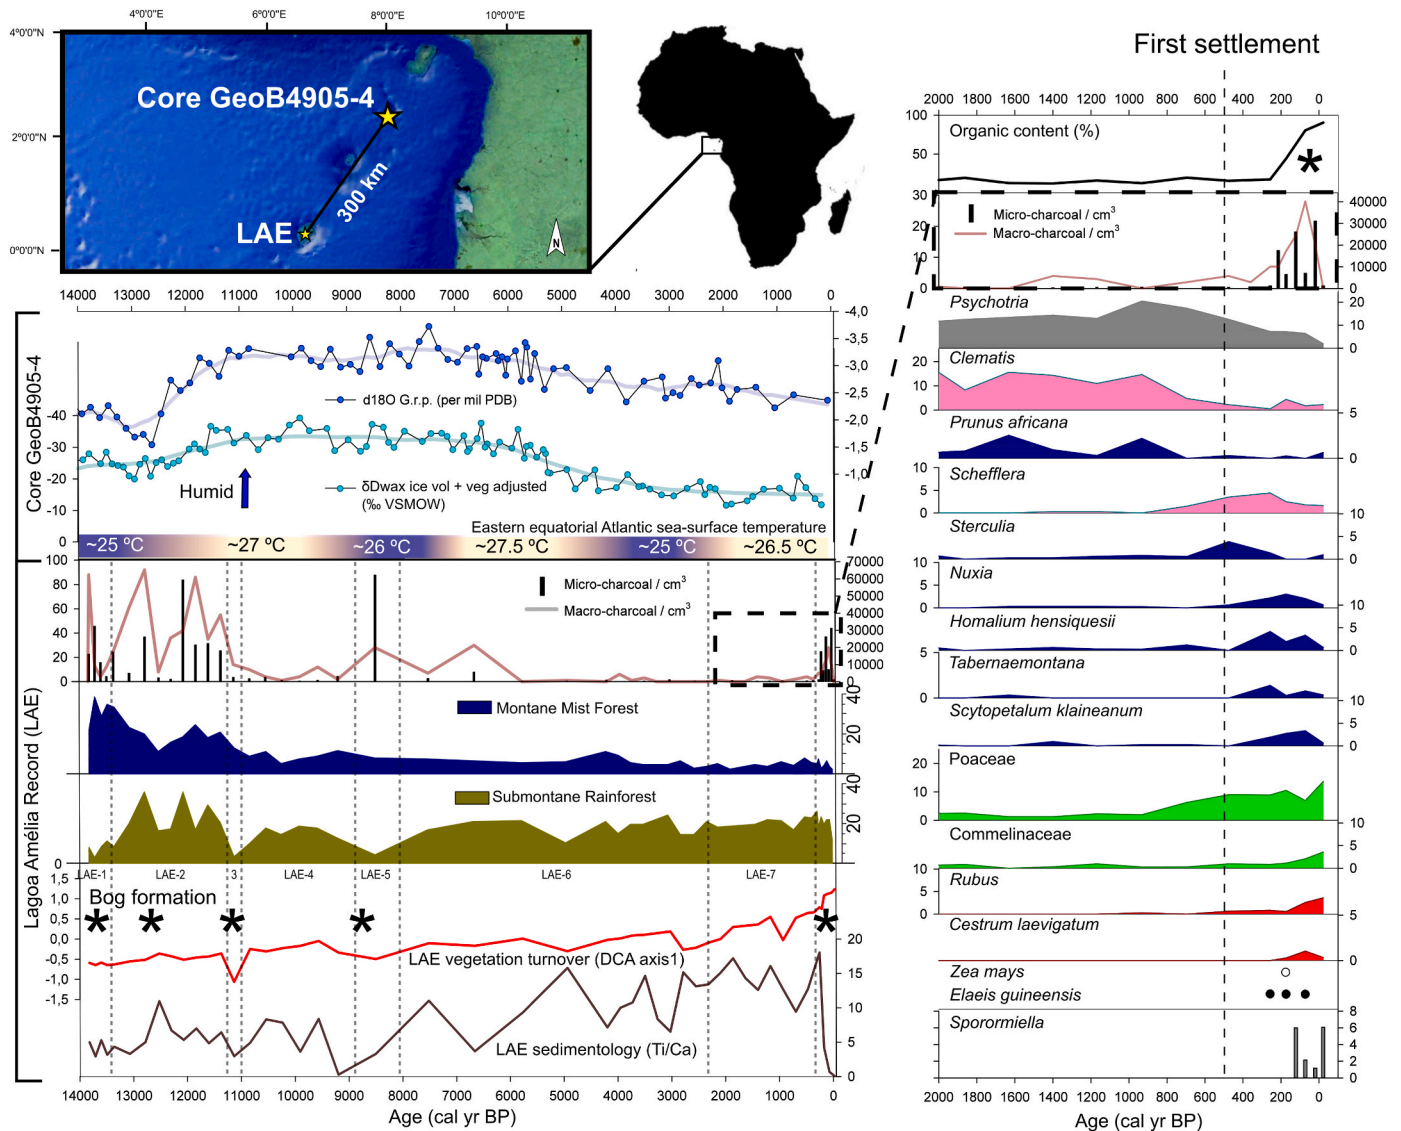 4°0'0"E 6°0'0"E 8°0'0"E 10°0'0"E
4°0'0"N
2°0'0"N
0°0'0"N
Core GeoB4905-4
300 km
LAE
N
First settlement
14000 13000 12000 11000 10000 9000 8000 7000 6000 5000 4000 3000 2000 1000 0
Core GeoB4905-4
-4,0
-3,5
-3,0
-2,5
-2,0
-1,5
-1,0
-40
-30
-20
-10
0
d18O G.r.p. (per mil PDB)
Humid
δDwax ice vol + veg adjusted
(‰ VSMOW)
Eastern equatorial Atlantic sea-surface temperature
~25 ºC ~27 ºC ~26 ºC ~27.5 ºC ~25 ºC ~26.5 ºC
Lagoa Amélia Record (LAE)
100
80
60
40
20
0
70000
60000
50000
40000
30000
20000
10000
0
Micro-charcoal / cm³
Macro-charcoal / cm³
40
20
Montane Mist Forest
40
20
0
Submontane Rainforest
LAE-1 LAE-2 3 LAE-4 LAE-5 LAE-6 LAE-7
1,5
1,0
0,5
0,0
-0,5
-1,0
-1,5
Bog formation
* * * * *
LAE vegetation turnover (DCA axis1)
20
15
10
5
0
LAE sedimentology (Ti/Ca)
14000 13000 12000 11000 10000 9000 8000 7000 6000 5000 4000 3000 2000 1000 0
Age (cal yr BP)
2000 1800 1600 1400 1200 1000 800 600 400 200 0
100
50
Organic content (%)
*
30
20
10
0
Micro-charcoal / cm³
Macro-charcoal / cm³
40000
30000
20000
10000
0
Psychotria
20
10
0
Clematis
20
10
0
Prunus africana
5
0
Schefflera
10
5
0
Sterculia
10
5
0
Nuxia
10
5
0
Homalium hensiquesii
10
5
0
Tabernaemontana
5
0
Scytopetalum klaineanum
10
5
0
Poaceae
20
10
0
Commelinaceae
10
5
0
Rubus
10
5
0
Cestrum laevigatum
5
0
Zea mays
Elaeis guineensis
Sporormiella
8
6
4
2
0
2000 1800 1600 1400 1200 1000 800 600 400 200 0
Age (cal yr BP)